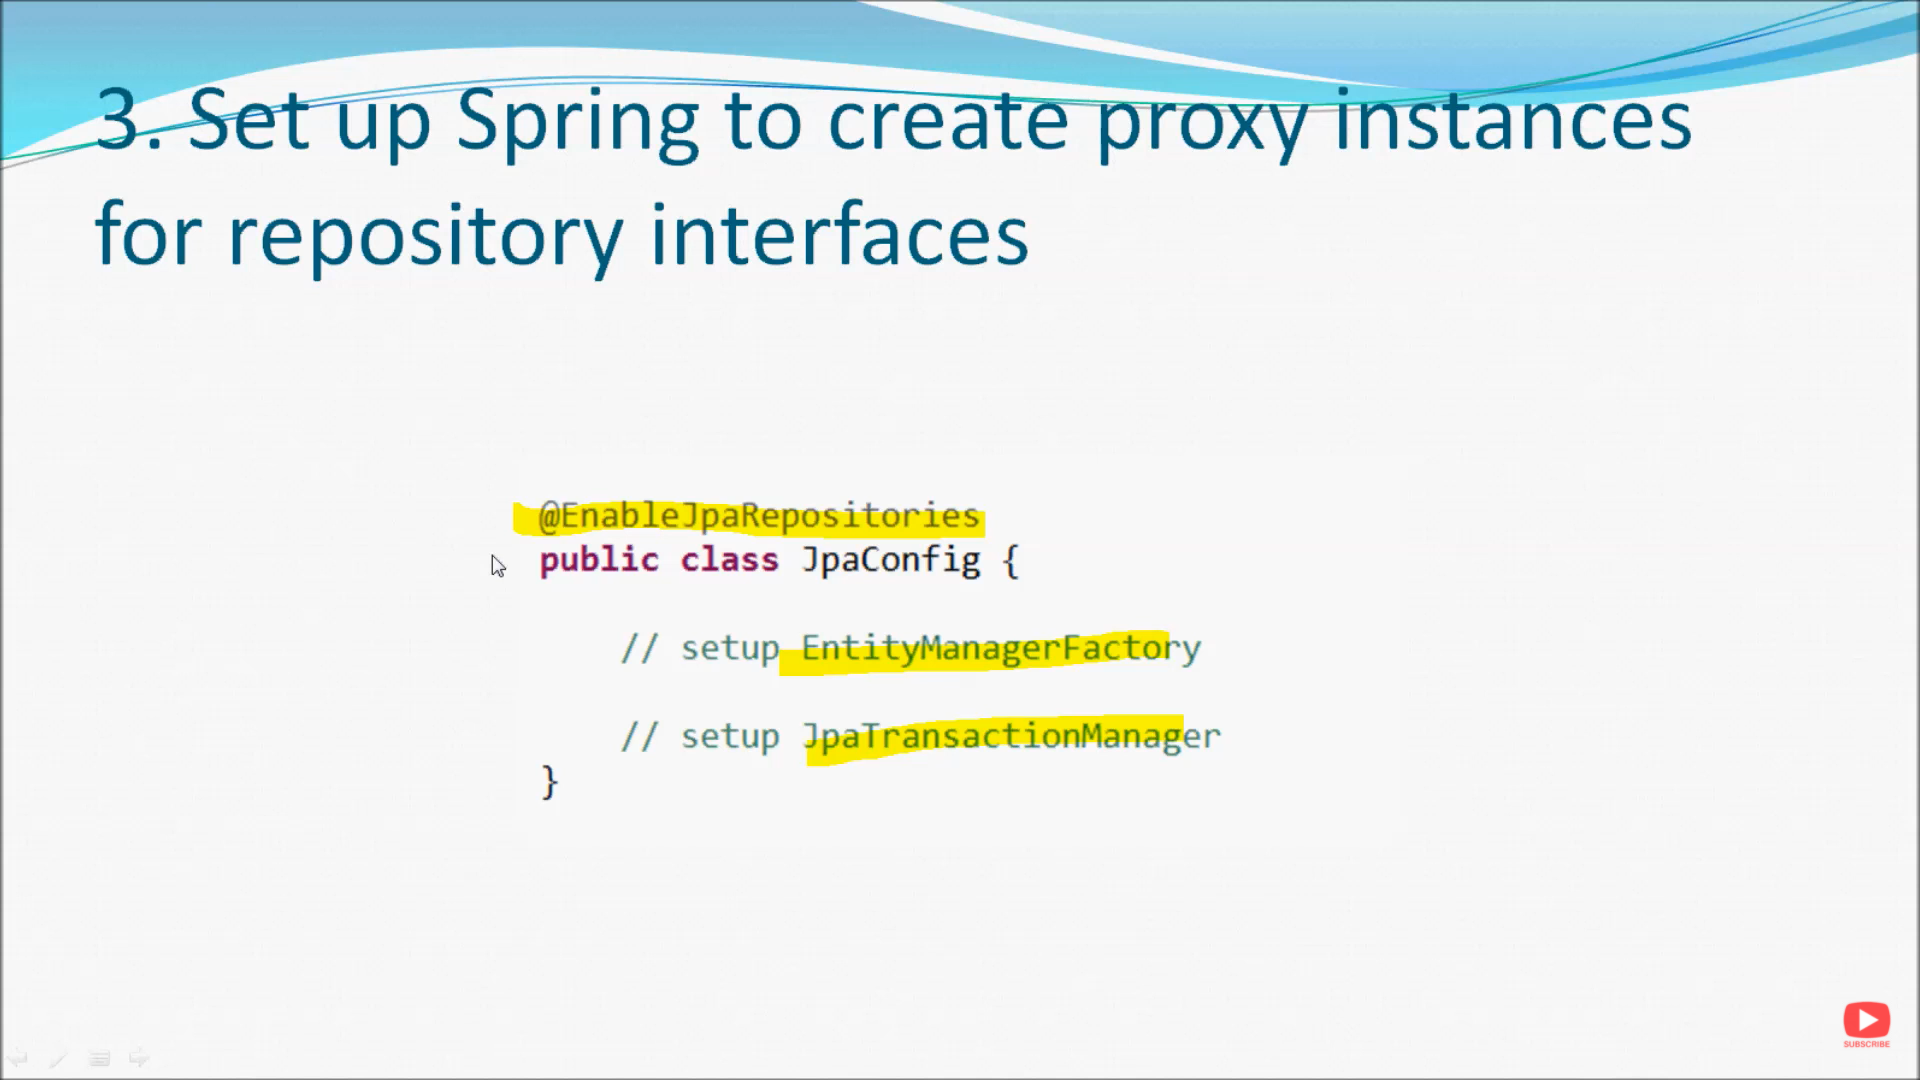 3. Set up Spring to create proxy instances
for repository interfaces
@EnableJpaRepositories
public class JpaConfig {
// setup EntityManagerFactory
// setup JpaTransactionManager
}
SUBSCRIBE